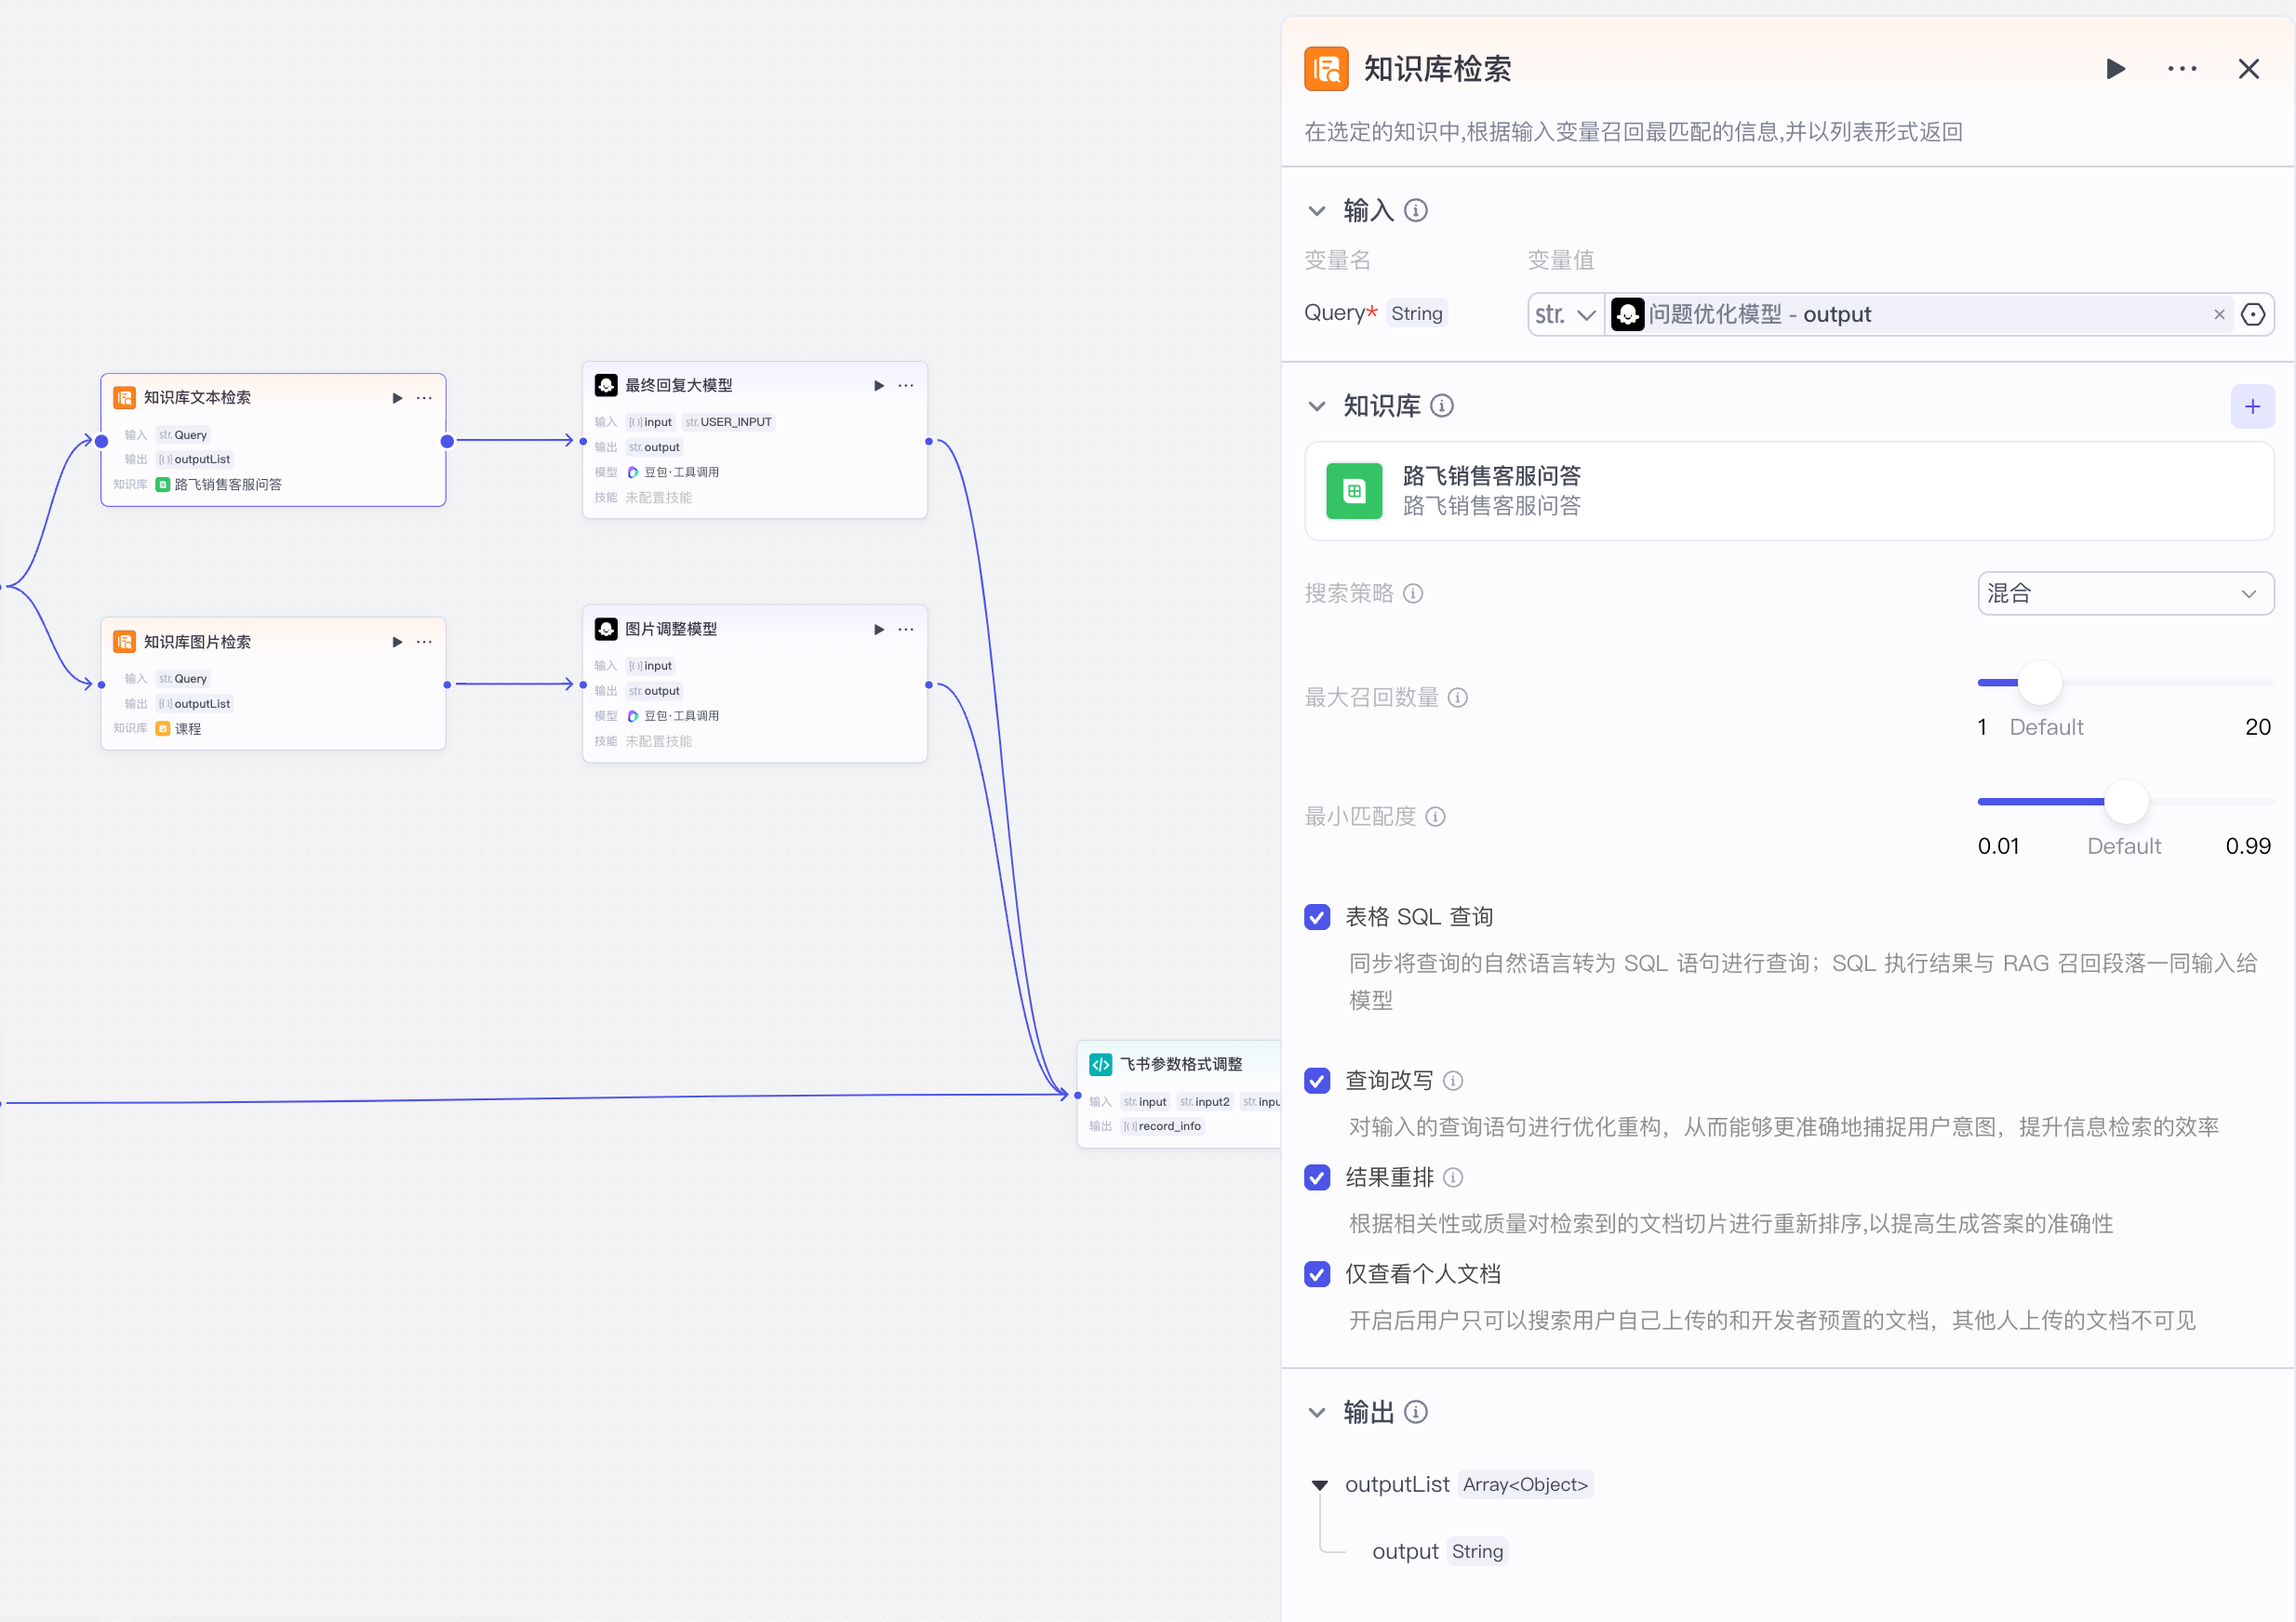 知识库文本检索
输入 str. Query
输出 [()] outputList
知识库 路飞销售客服问答
最终回复大模型
输入 [()] input str. USER_INPUT
输出 str. output
模型 豆包·工具调用
技能 未配置技能
知识库图片检索
输入 str. Query
输出 [()] outputList
知识库 课程
图片调整模型
输入 [()] input
输出 str. output
模型 豆包·工具调用
技能 未配置技能
飞书参数格式调整
输入 str. input str. input2 str. inpu
输出 [()] record_info
知识库检索
在选定的知识中,根据输入变量召回最匹配的信息,并以列表形式返回
输入
变量名 变量值
Query* String str. 问题优化模型 - output
知识库
路飞销售客服问答
路飞销售客服问答
搜索策略 混合
最大召回数量
1 Default 20
最小匹配度
0.01 Default 0.99
表格 SQL 查询
同步将查询的自然语言转为 SQL 语句进行查询；SQL 执行结果与 RAG 召回段落一同输入给
模型
查询改写
对输入的查询语句进行优化重构，从而能够更准确地捕捉用户意图，提升信息检索的效率
结果重排
根据相关性或质量对检索到的文档切片进行重新排序,以提高生成答案的准确性
仅查看个人文档
开启后用户只可以搜索用户自己上传的和开发者预置的文档，其他人上传的文档不可见
输出
outputList Array<Object>
output String